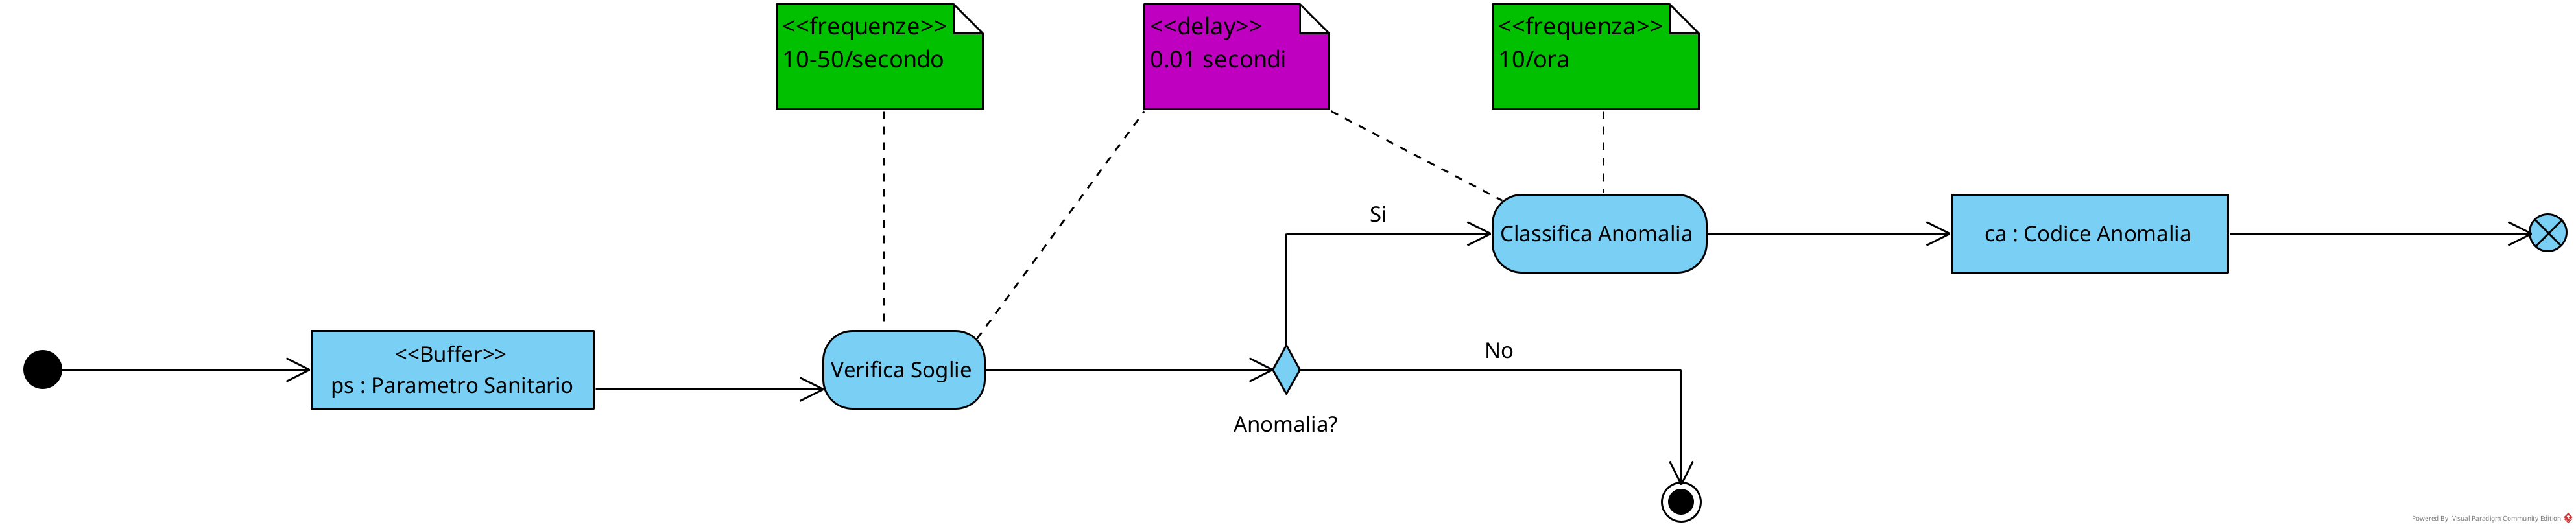 <<frequenze>>
10-50/secondo
<<delay>>
0.01 secondi
<<frequenza>>
10/ora
Si
Classifica Anomalia
ca : Codice Anomalia
<<Buffer>>
ps : Parametro Sanitario
Verifica Soglie
No
Anomalia?
Powered By Visual Paradigm Community Edition